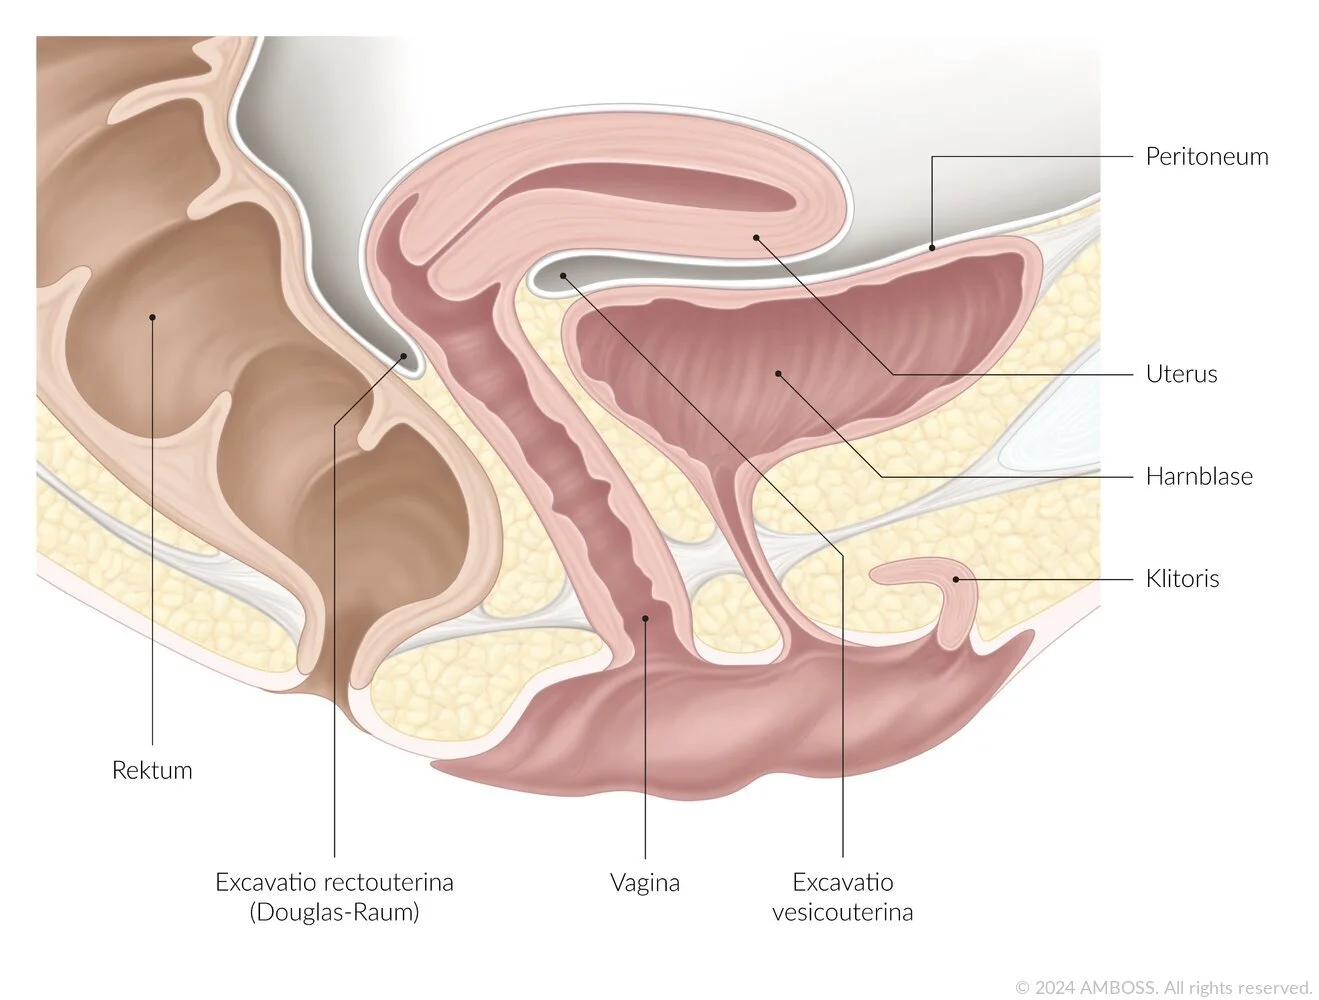 Peritoneum
Uterus
Harnblase
Klitoris
Rektum
Excavatio rectouterina
(Douglas-Raum)
Vagina
Excavatio
vesicouterina
© 2024 AMBOSS. All rights reserved.